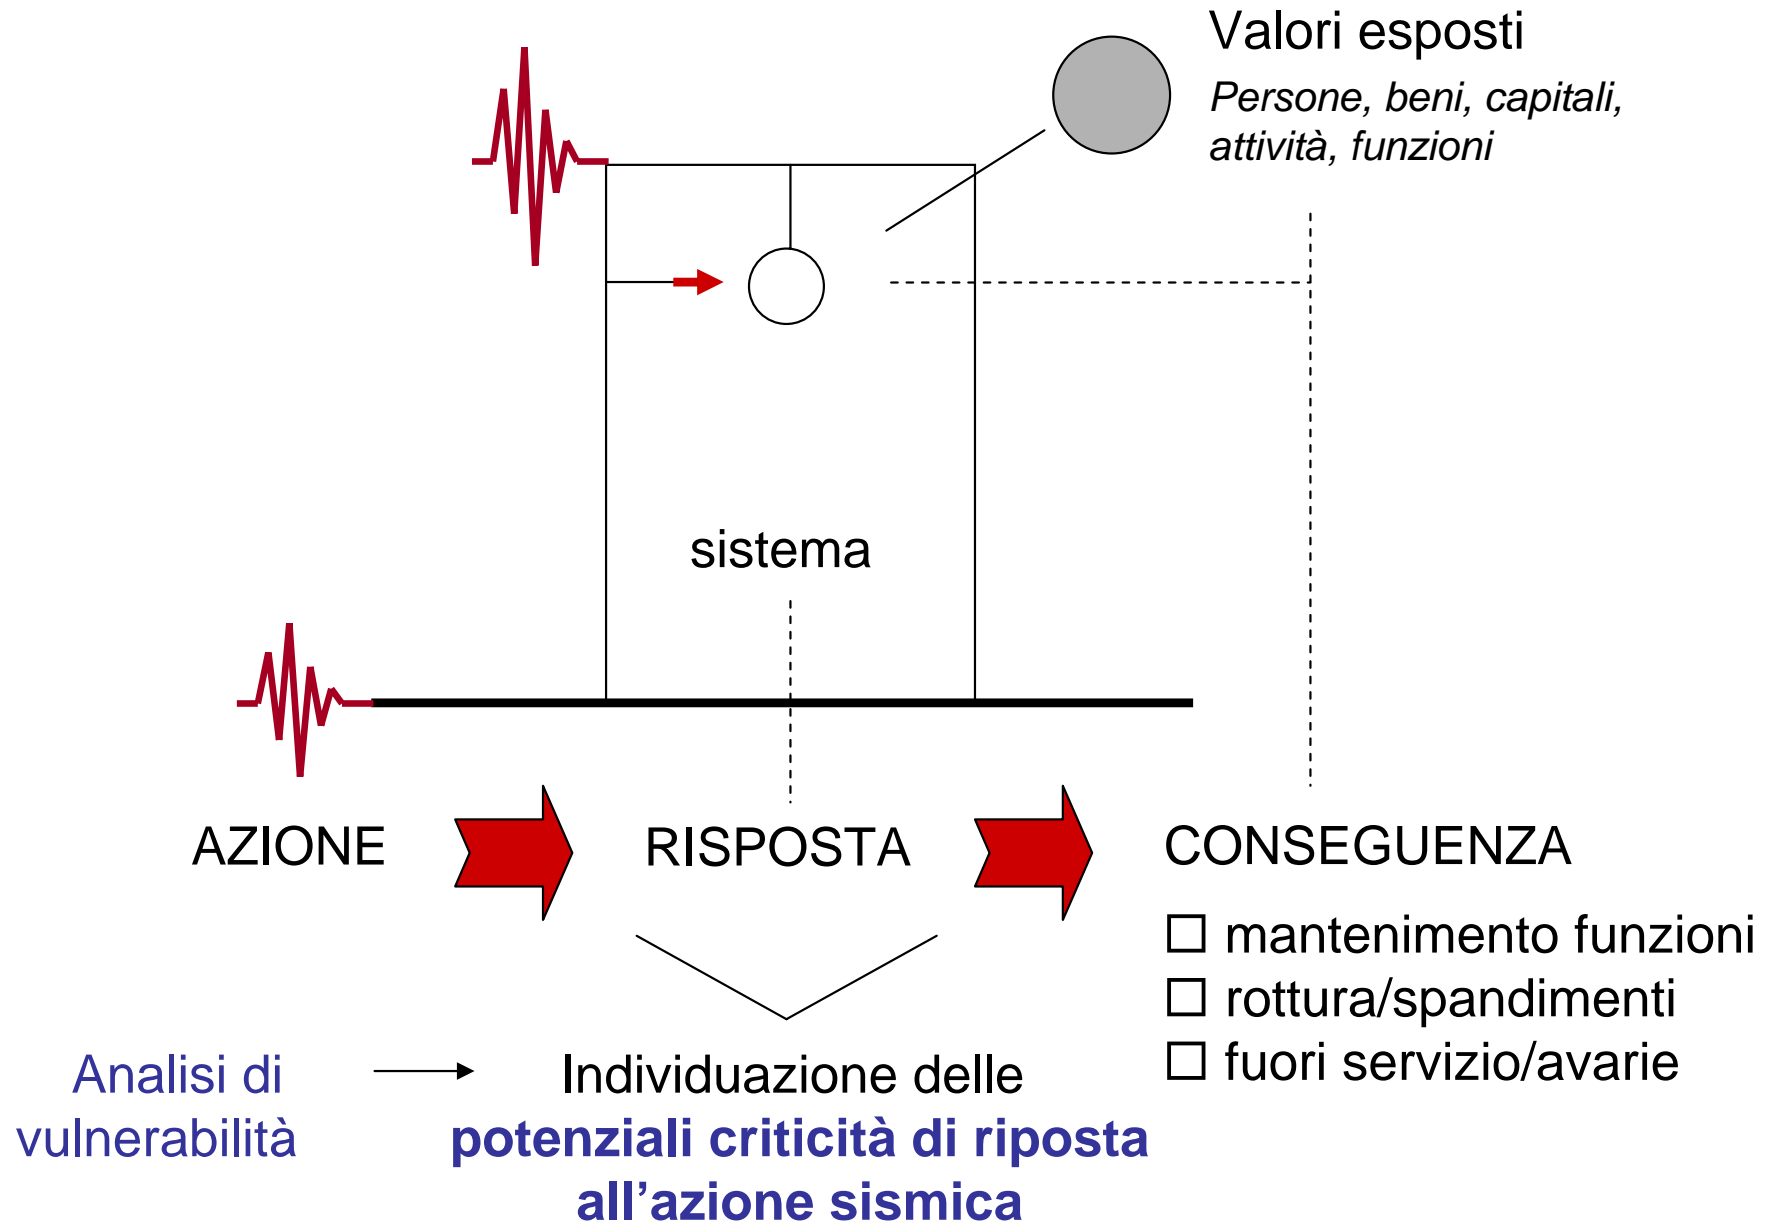 Valori esposti
Persone, beni, capitali,
attività, funzioni
sistema
AZIONE
RISPOSTA
CONSEGUENZA
□ mantenimento funzioni
□ rottura/spandimenti
□ fuori servizio/avarie
Analisi di
vulnerabilità
Individuazione delle
potenziali criticità di riposta
all’azione sismica